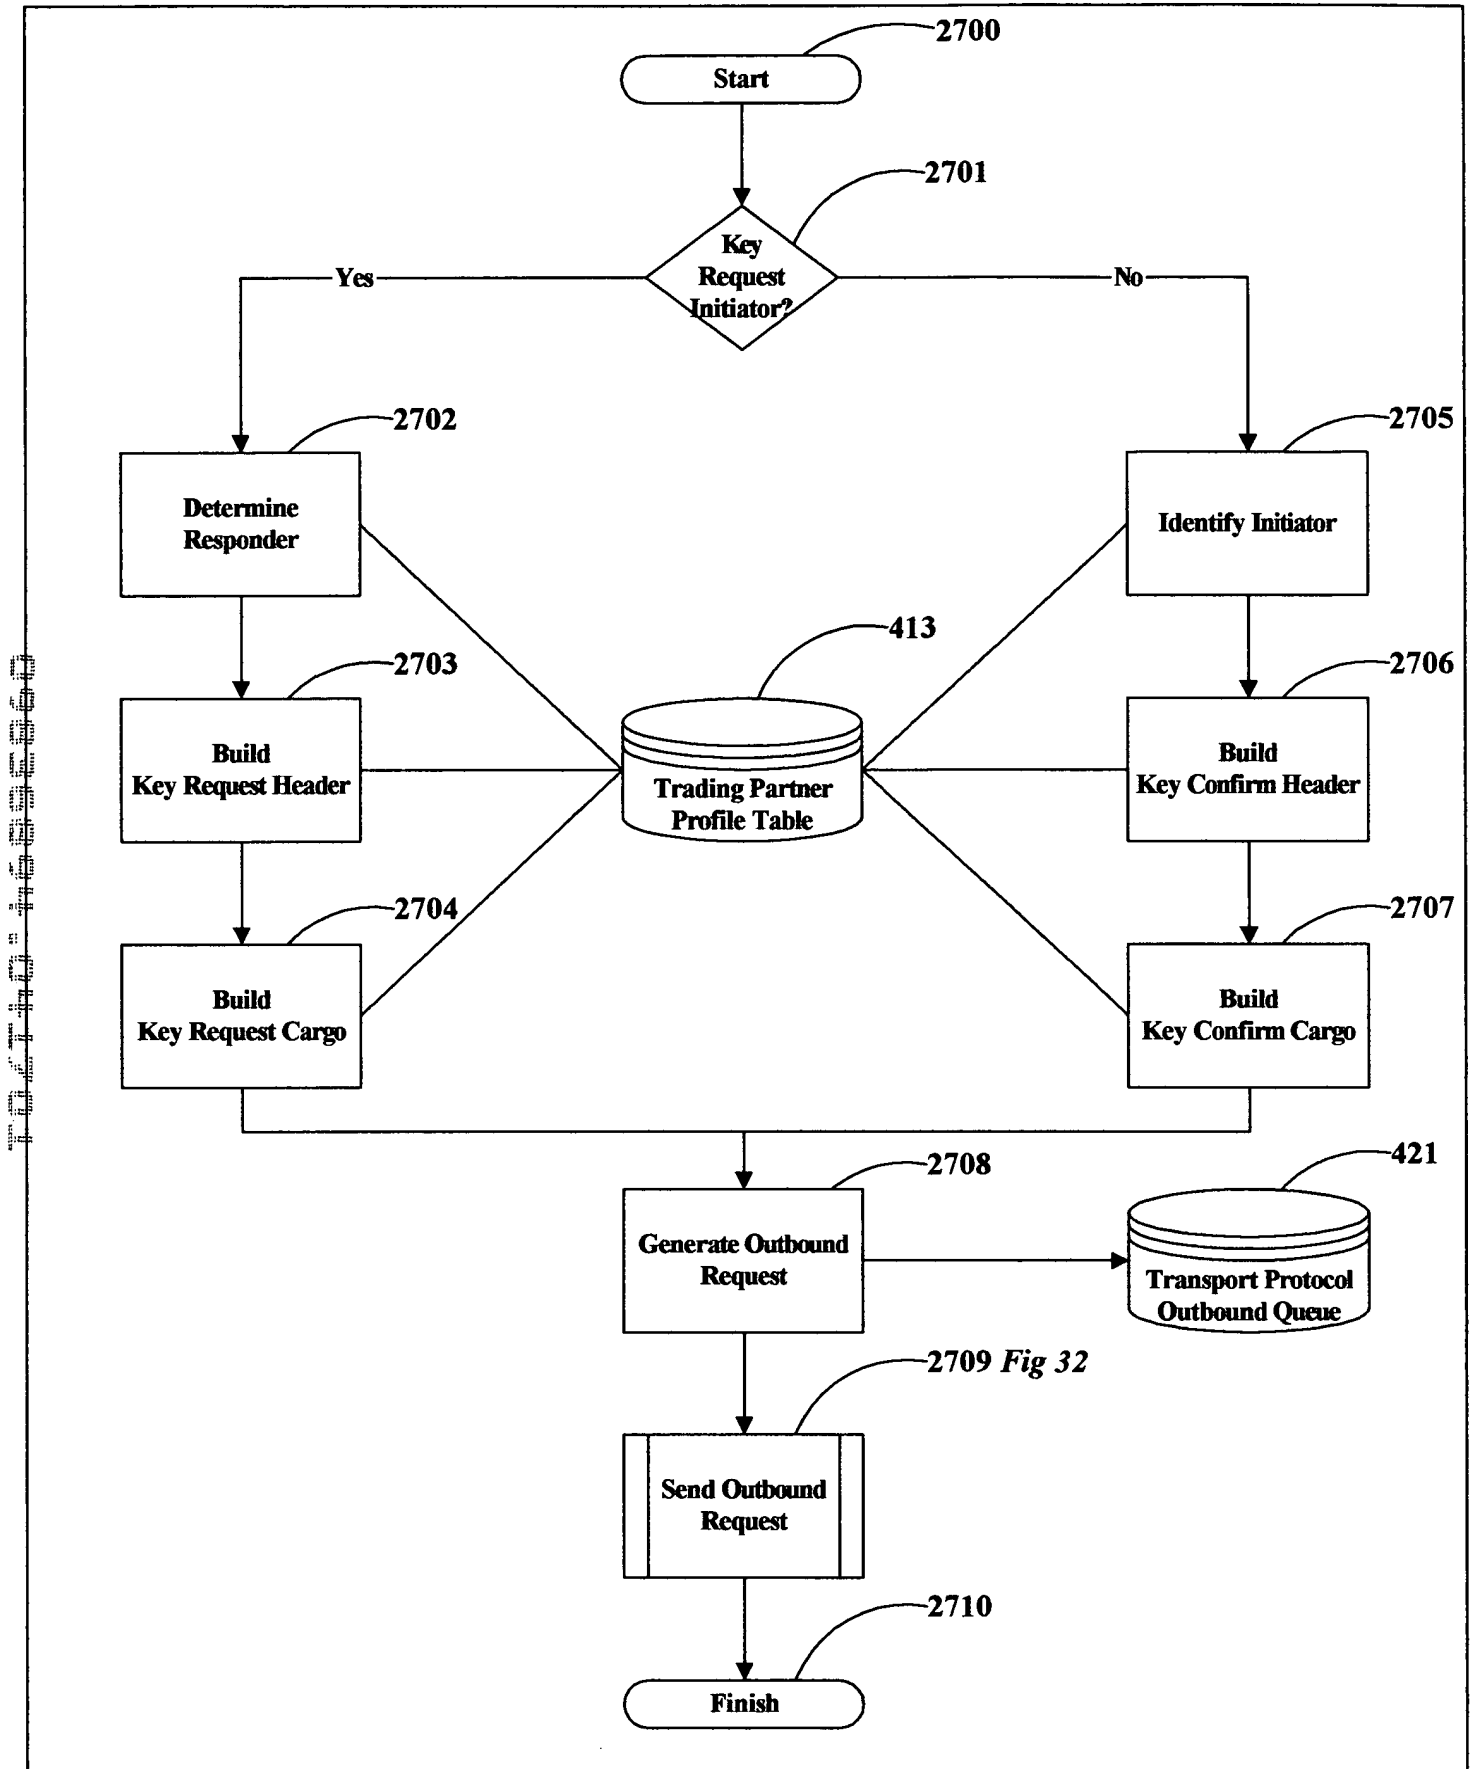 2700
Start
2701
Key
Request
Initiator?
Yes
No
2702
2705
Determine
Responder
Identify Initiator
413
2703
2706
Build
Key Request Header
Trading Partner
Profile Table
Build
Key Confirm Header
2704
2707
Build
Key Request Cargo
Build
Key Confirm Cargo
2708
421
Generate Outbound
Request
Transport Protocol
Outbound Queue
2709 Fig 32
Send Outbound
Request
2710
Finish